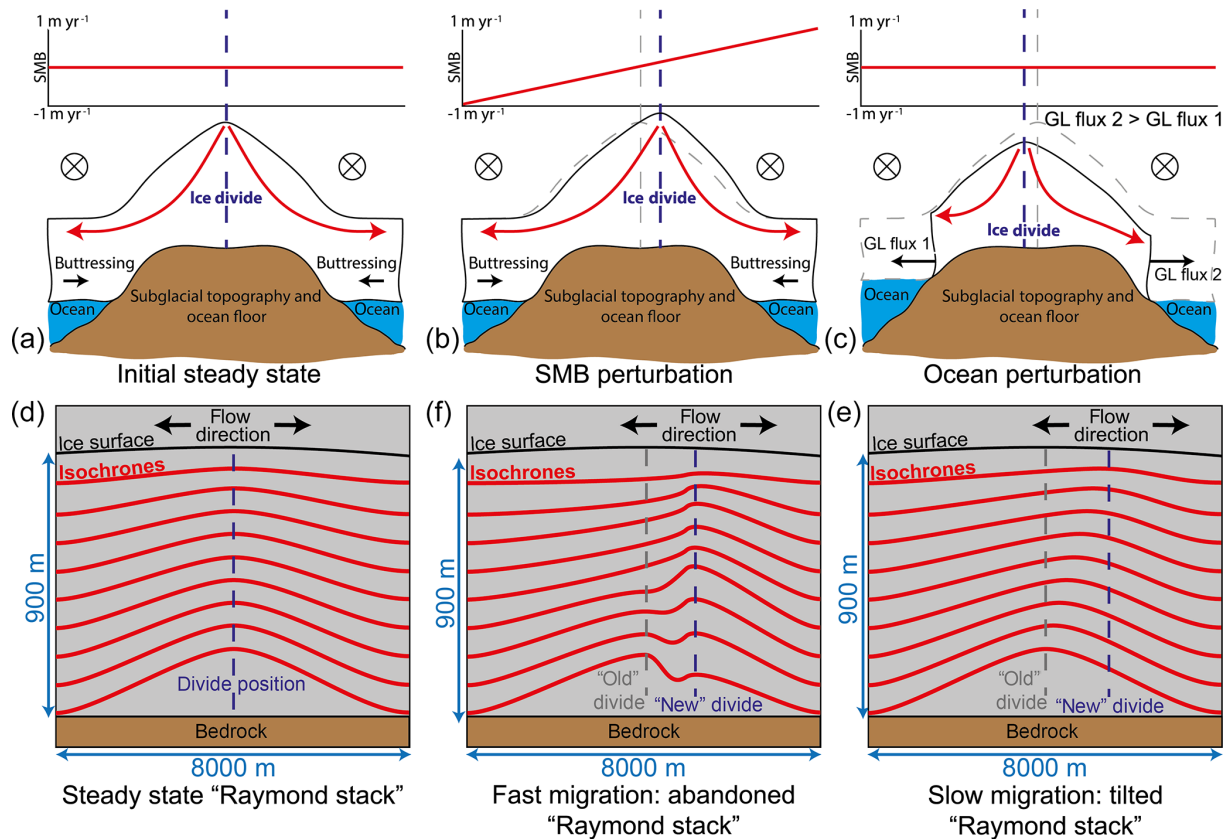 1 m yr⁻¹
SMB
-1 m yr⁻¹
Ice divide
Buttressing
Buttressing
Ocean
Ocean
Subglacial topography and
ocean floor
(a)
Initial steady state
1 m yr⁻¹
SMB
-1 m yr⁻¹
Ice divide
Buttressing
Buttressing
Ocean
Ocean
Subglacial topography and
ocean floor
(b)
SMB perturbation
1 m yr⁻¹
SMB
-1 m yr⁻¹
GL flux 2 > GL flux 1
Ice divide
GL flux 1
GL flux 2
Ocean
Ocean
Subglacial topography and
ocean floor
(c)
Ocean perturbation
(d)
Flow
direction
Ice surface
Isochrones
900 m
Divide position
Bedrock
8000 m
Steady state “Raymond stack”
(f)
Flow
direction
Ice surface
Isochrones
900 m
“Old”
divide
“New” divide
Bedrock
8000 m
Fast migration: abandoned
“Raymond stack”
(e)
Flow
direction
Ice surface
Isochrones
900 m
“Old”
divide
“New” divide
Bedrock
8000 m
Slow migration: tilted
“Raymond stack”